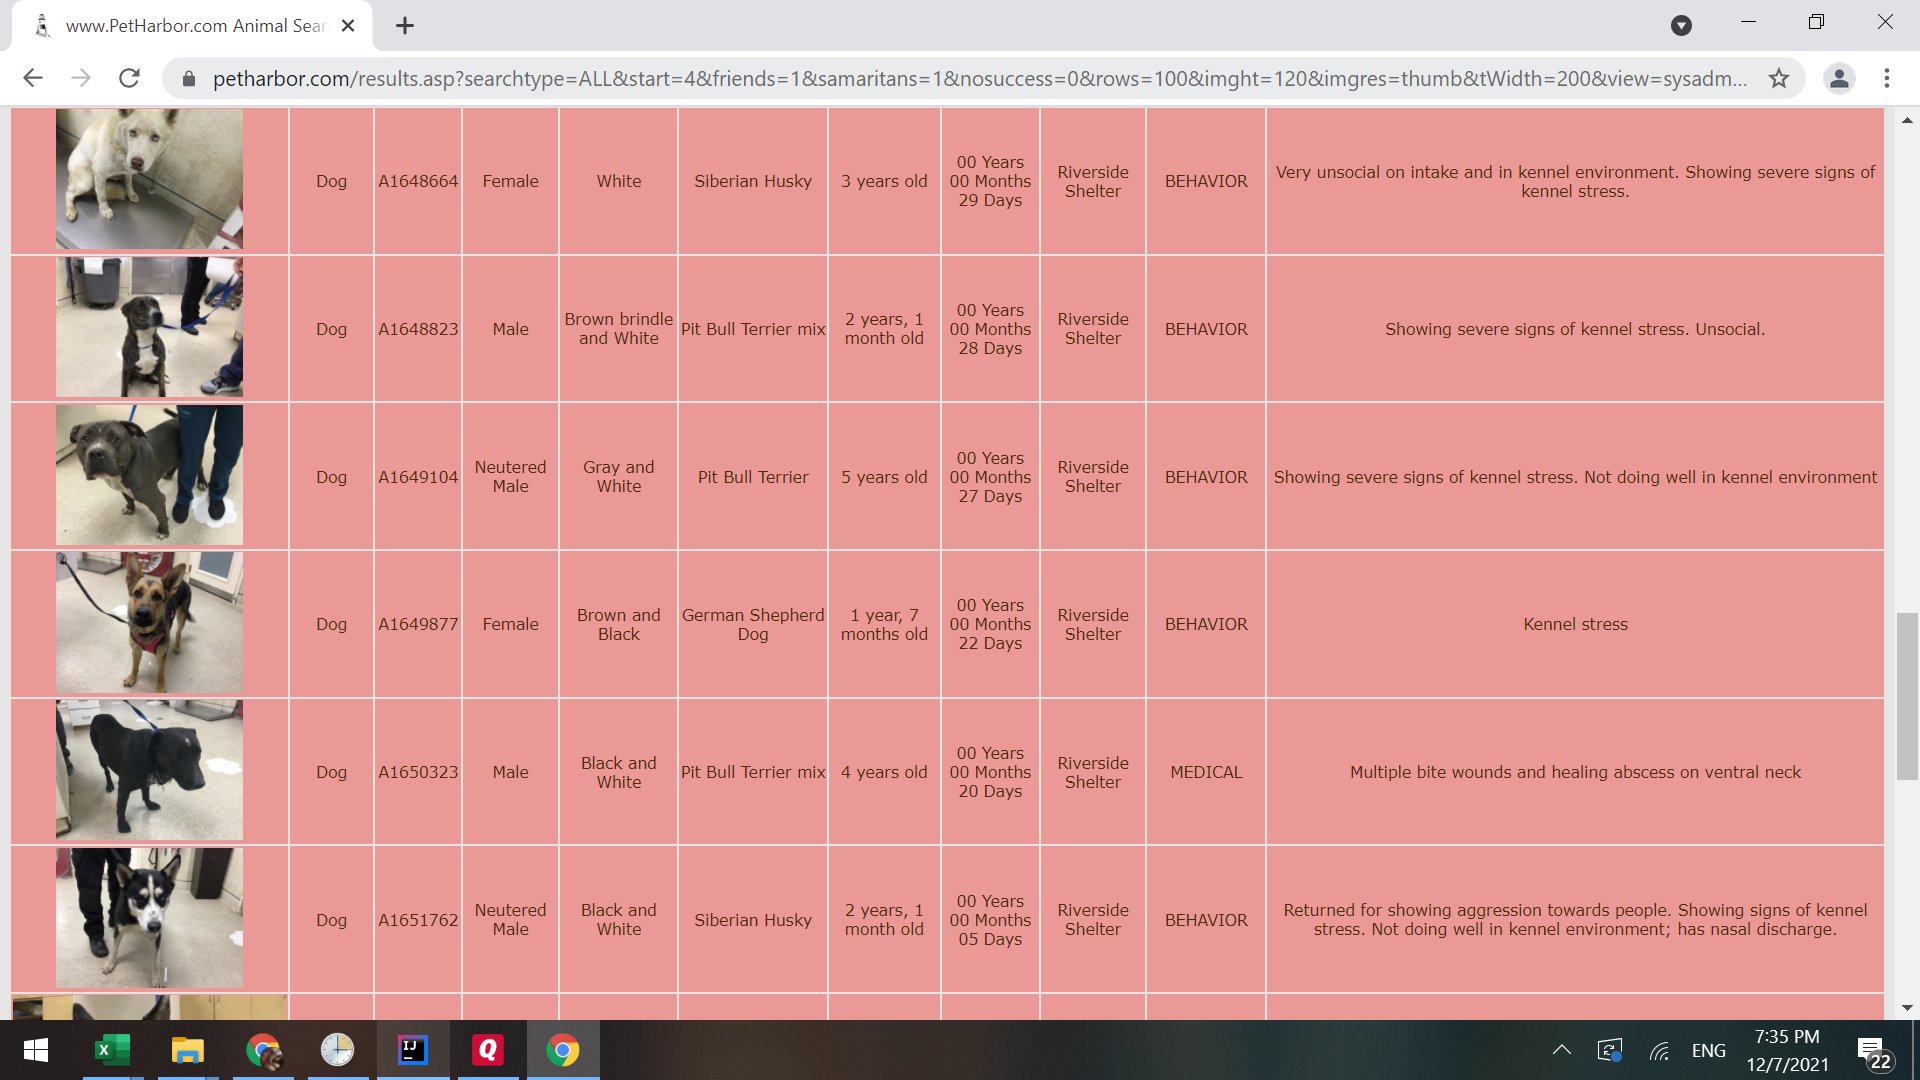 www.PetHarbor.com Animal Sear
petharbor.com/results.asp?searchtype=ALL&start=4&friends=1&samaritans=1&nosuccess=0&rows=100&imght=120&imgres=thumb&tWidth=200&view=sysadm...
Dog
A1648664
Female
White
Siberian Husky
3 years old
00 Years
00 Months
29 Days
Riverside
Shelter
BEHAVIOR
Very unsocial on intake and in kennel environment. Showing severe signs of
kennel stress.
Dog
A1648823
Male
Brown brindle
and White
Pit Bull Terrier mix
2 years, 1
month old
00 Years
00 Months
28 Days
Riverside
Shelter
BEHAVIOR
Showing severe signs of kennel stress. Unsocial.
Dog
A1649104
Neutered
Male
Gray and
White
Pit Bull Terrier
5 years old
00 Years
00 Months
27 Days
Riverside
Shelter
BEHAVIOR
Showing severe signs of kennel stress. Not doing well in kennel environment
Dog
A1649877
Female
Brown and
Black
German Shepherd
Dog
1 year, 7
months old
00 Years
00 Months
22 Days
Riverside
Shelter
BEHAVIOR
Kennel stress
Dog
A1650323
Male
Black and
White
Pit Bull Terrier mix
4 years old
00 Years
00 Months
20 Days
Riverside
Shelter
MEDICAL
Multiple bite wounds and healing abscess on ventral neck
Dog
A1651762
Neutered
Male
Black and
White
Siberian Husky
2 years, 1
month old
00 Years
00 Months
05 Days
Riverside
Shelter
BEHAVIOR
Returned for showing aggression towards people. Showing signs of kennel
stress. Not doing well in kennel environment; has nasal discharge.
X
IJ
Q
ENG
7:35 PM
12/7/2021
22